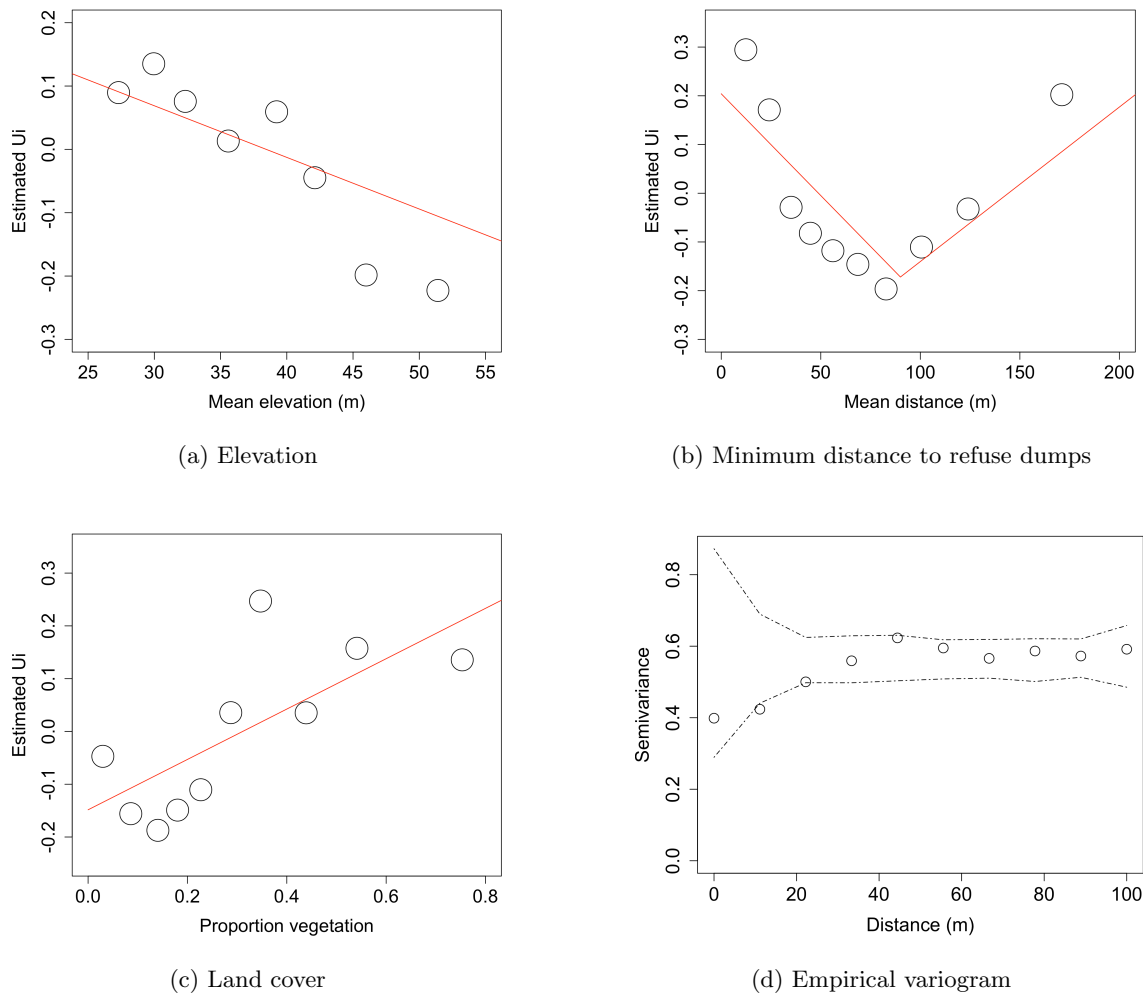 0.2
0.1
0.0
-0.1
-0.2
-0.3
Estimated Ui
25 30 35 40 45 50 55
Mean elevation (m)
(a) Elevation
0.3
0.2
0.1
0.0
-0.1
-0.2
-0.3
Estimated Ui
0 50 100 150 200
Mean distance (m)
(b) Minimum distance to refuse dumps
0.3
0.2
0.1
0.0
-0.1
-0.2
Estimated Ui
0.0 0.2 0.4 0.6 0.8
Proportion vegetation
(c) Land cover
0.8
0.6
0.4
0.2
0.0
Semivariance
0 20 40 60 80 100
Distance (m)
(d) Empirical variogram